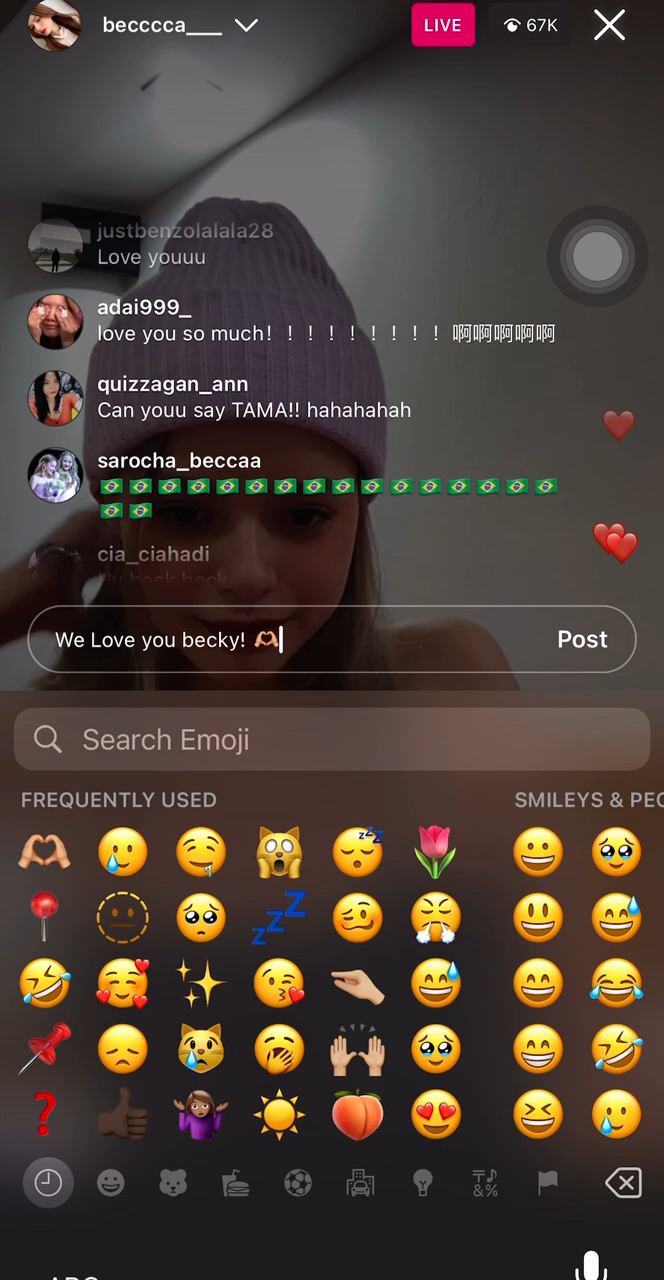 becccca___
LIVE
67K
justbenzolalala28
Love youuu
adai999_
love you so much！！！！！！！！！啊啊啊啊啊
quizzagan_ann
Can youu say TAMA!! hahahahah
sarocha_beccaa
🇧🇷🇧🇷🇧🇷🇧🇷🇧🇷🇧🇷🇧🇷🇧🇷🇧🇷🇧🇷🇧🇷🇧🇷🇧🇷🇧🇷🇧🇷🇧🇷
🇧🇷🇧🇷
cia_ciahadi
We Love you becky! 🫶🏼
Post
Search Emoji
FREQUENTLY USED
SMILEYS & PEO